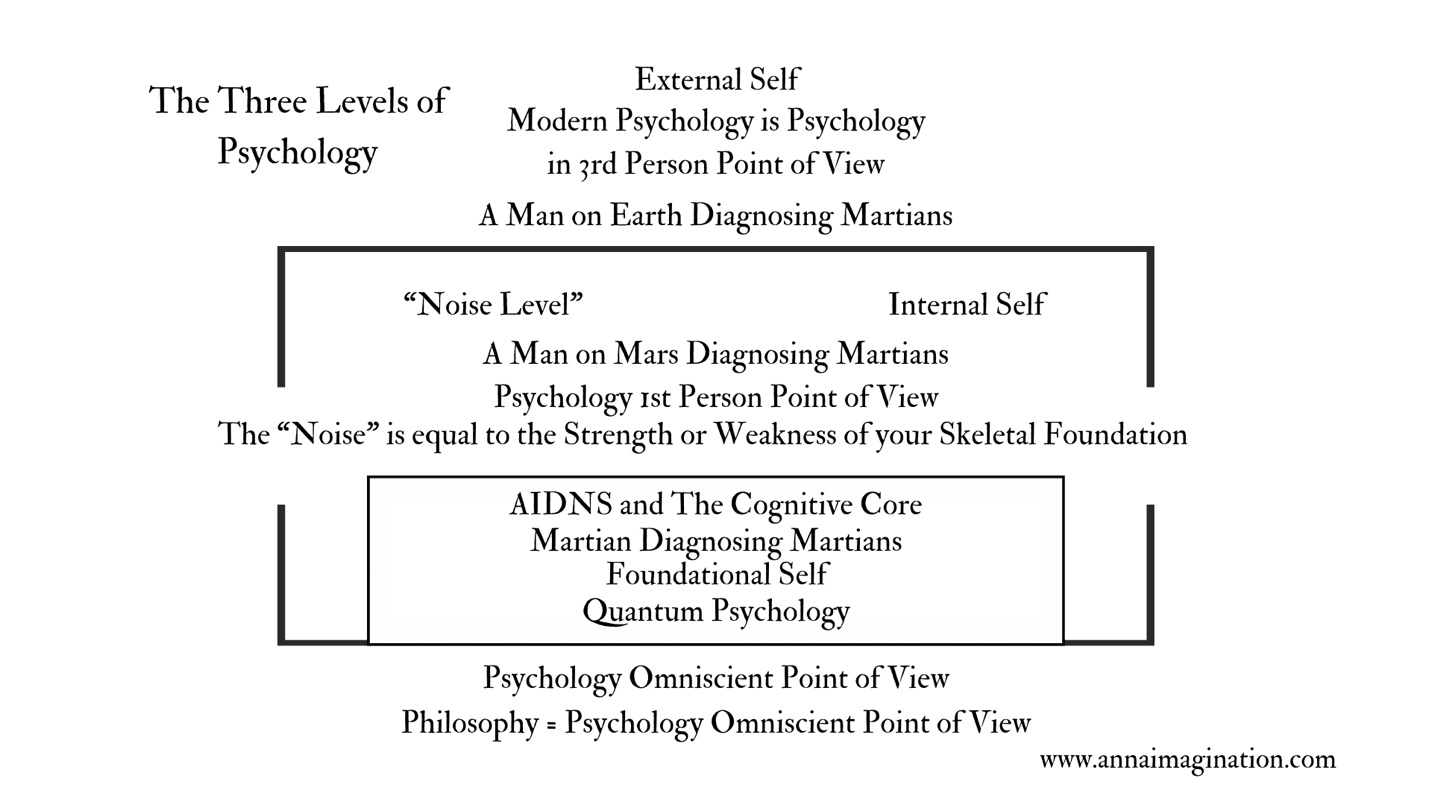 The Three Levels of
Psychology
External Self
Modern Psychology is Psychology
in 3rd Person Point of View
A Man on Earth Diagnosing Martians
“Noise Level”
Internal Self
A Man on Mars Diagnosing Martians
Psychology 1st Person Point of View
The “Noise” is equal to the Strength or Weakness of your Skeletal Foundation
AIDNS and The Cognitive Core
Martian Diagnosing Martians
Foundational Self
Quantum Psychology
Psychology Omniscient Point of View
Philosophy = Psychology Omniscient Point of View
www.annaimagination.com